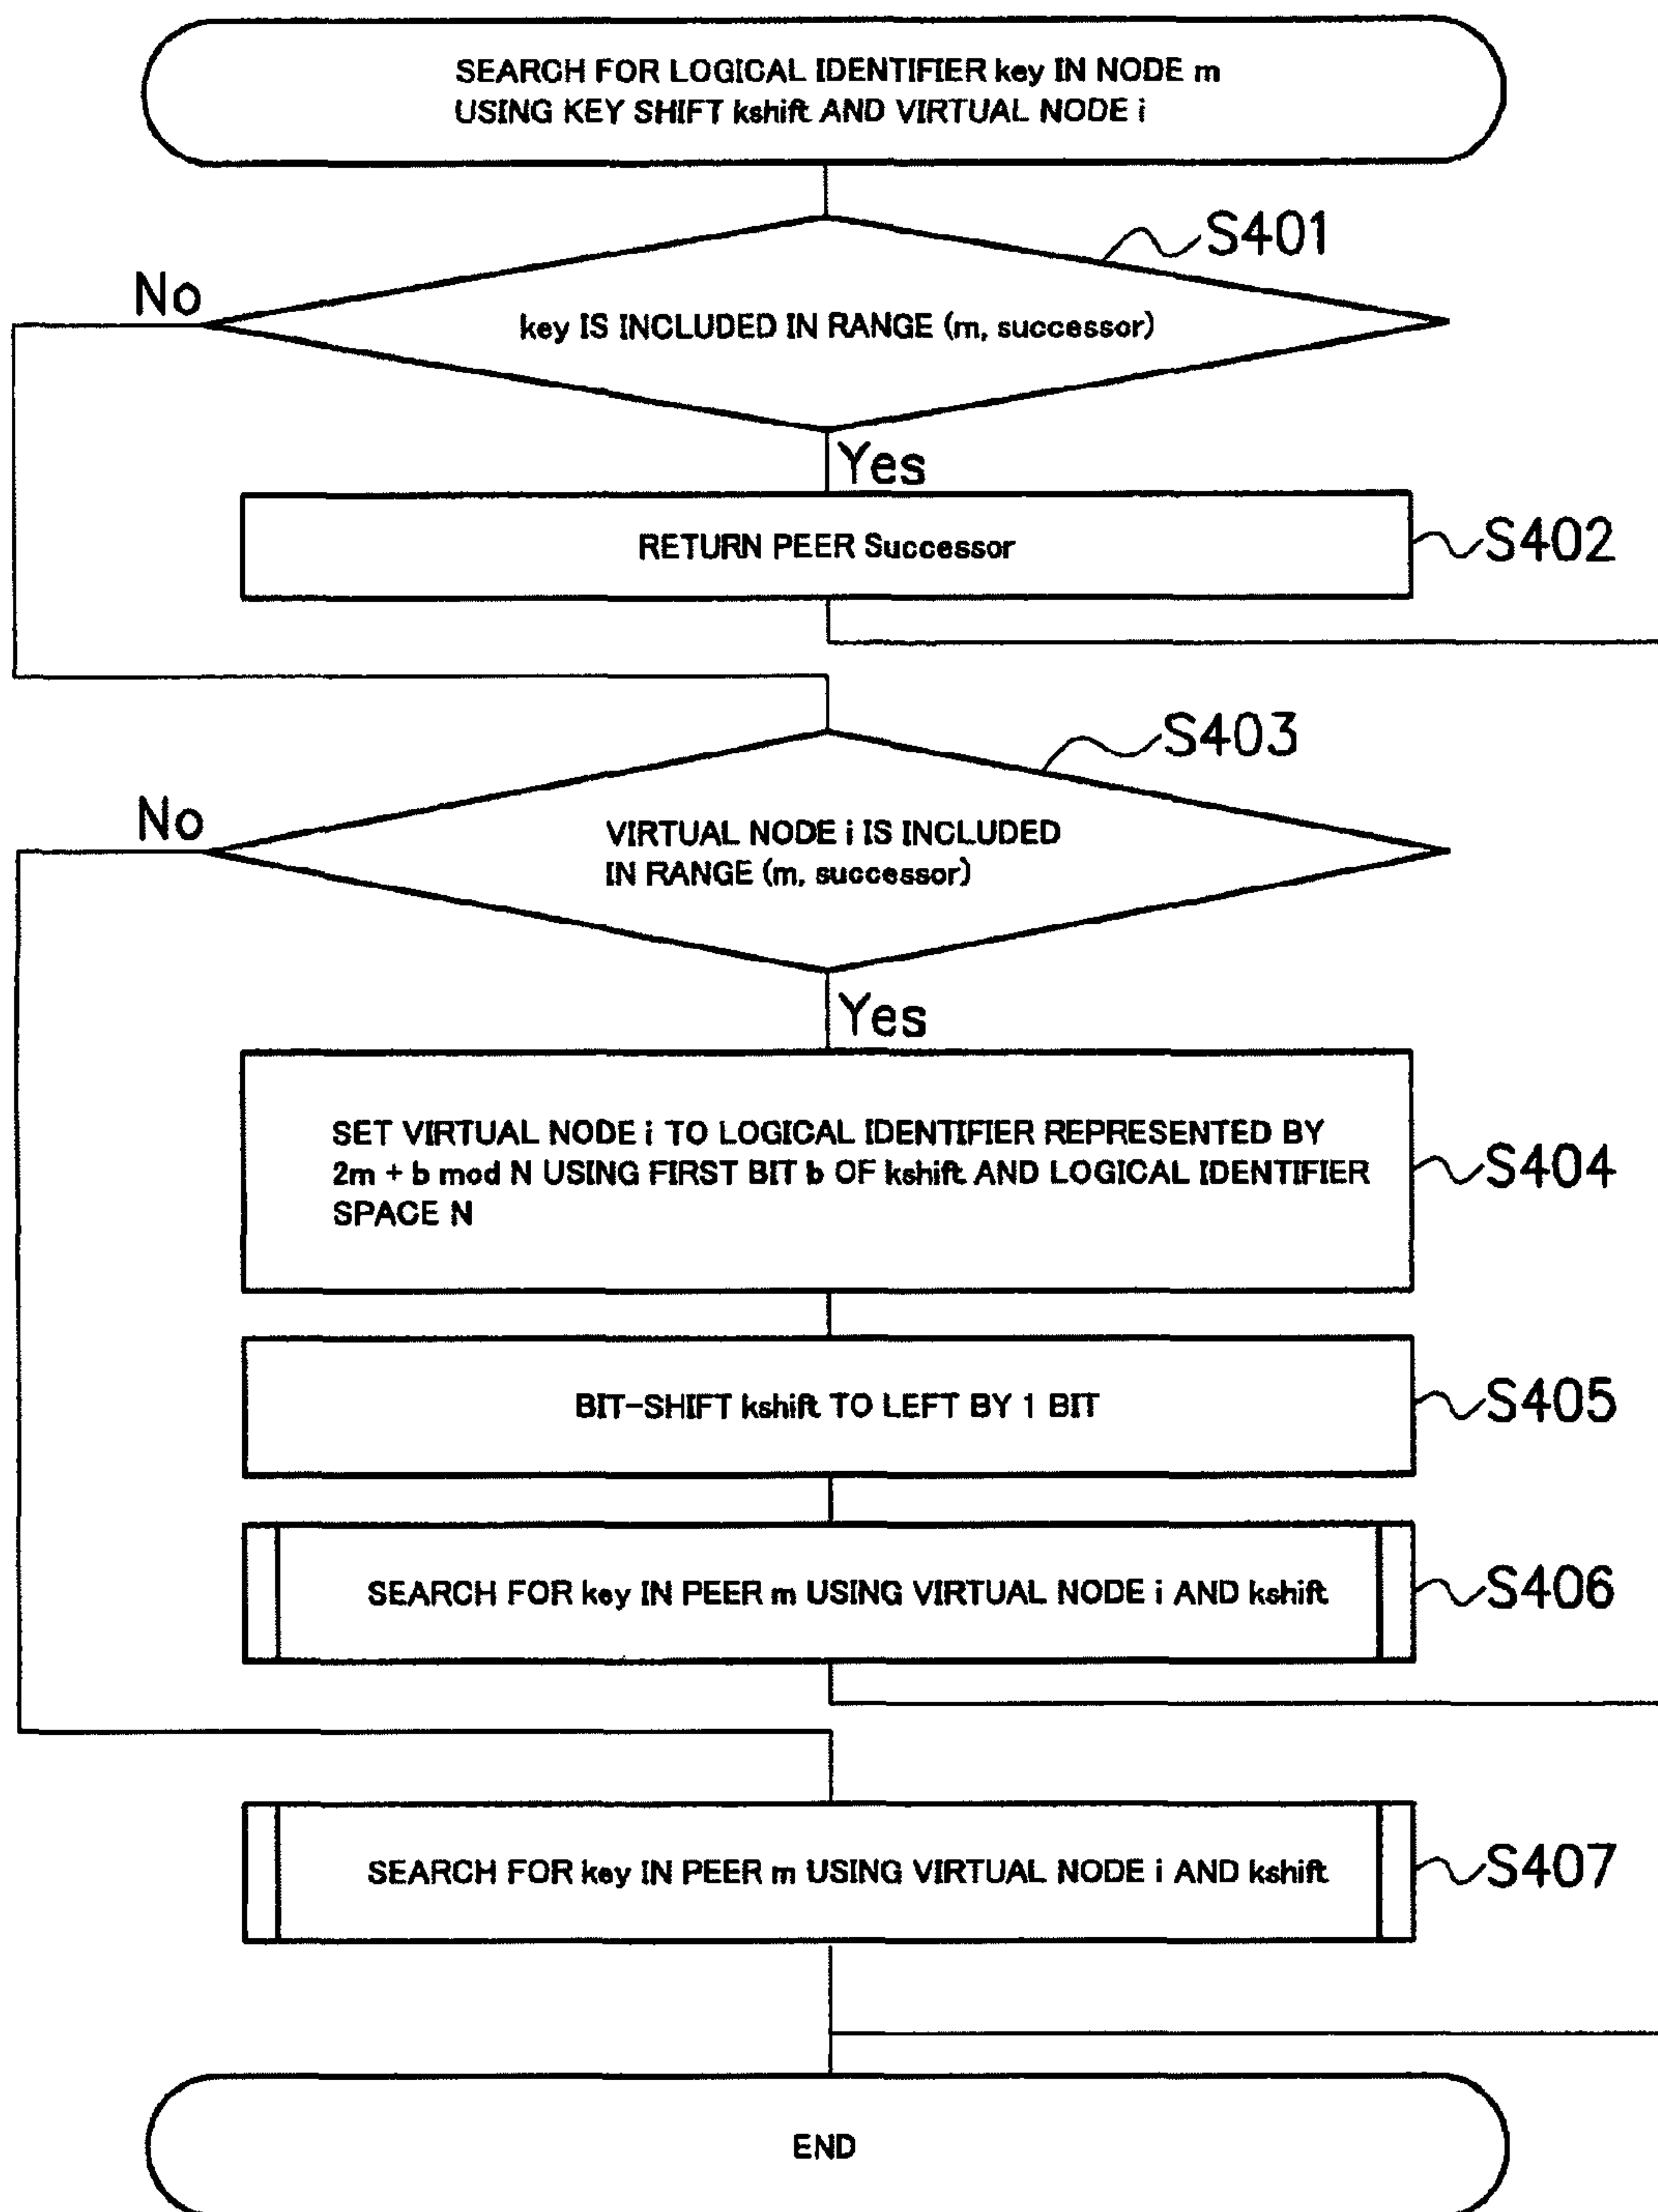 SEARCH FOR LOGICAL IDENTIFIER key IN NODE m
USING KEY SHIFT kshift AND VIRTUAL NODE i
S401
No
key IS INCLUDED IN RANGE (m, successor)
Yes
RETURN PEER Successor
S402
S403
No
VIRTUAL NODE i IS INCLUDED
IN RANGE (m, successor)
Yes
SET VIRTUAL NODE i TO LOGICAL IDENTIFIER REPRESENTED BY
2m + b mod N USING FIRST BIT b OF kshift AND LOGICAL IDENTIFIER
SPACE N
S404
BIT-SHIFT kshift TO LEFT BY 1 BIT
S405
SEARCH FOR key IN PEER m USING VIRTUAL NODE i AND kshift
S406
SEARCH FOR key IN PEER m USING VIRTUAL NODE i AND kshift
S407
END